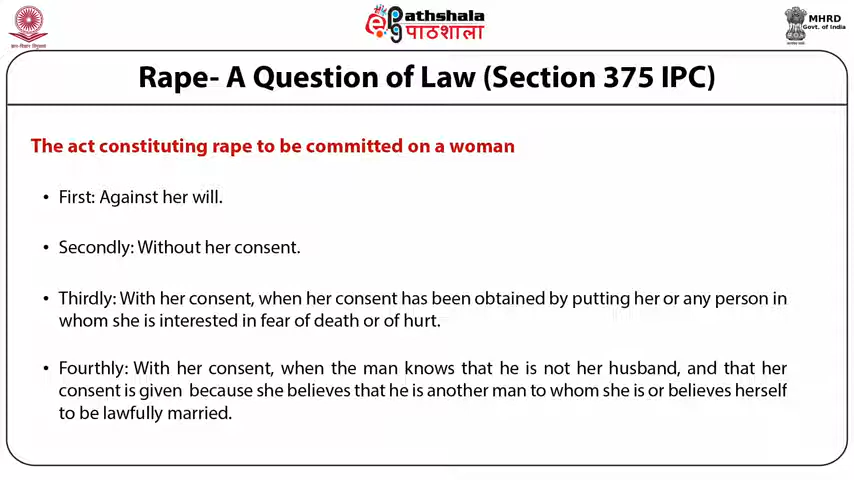 ePathshala
पाठशाला
MHRD
Govt. of India
Rape- A Question of Law (Section 375 IPC)
The act constituting rape to be committed on a woman
• First: Against her will.
• Secondly: Without her consent.
• Thirdly: With her consent, when her consent has been obtained by putting her or any person in
whom she is interested in fear of death or of hurt.
• Fourthly: With her consent, when the man knows that he is not her husband, and that her
consent is given because she believes that he is another man to whom she is or believes herself
to be lawfully married.